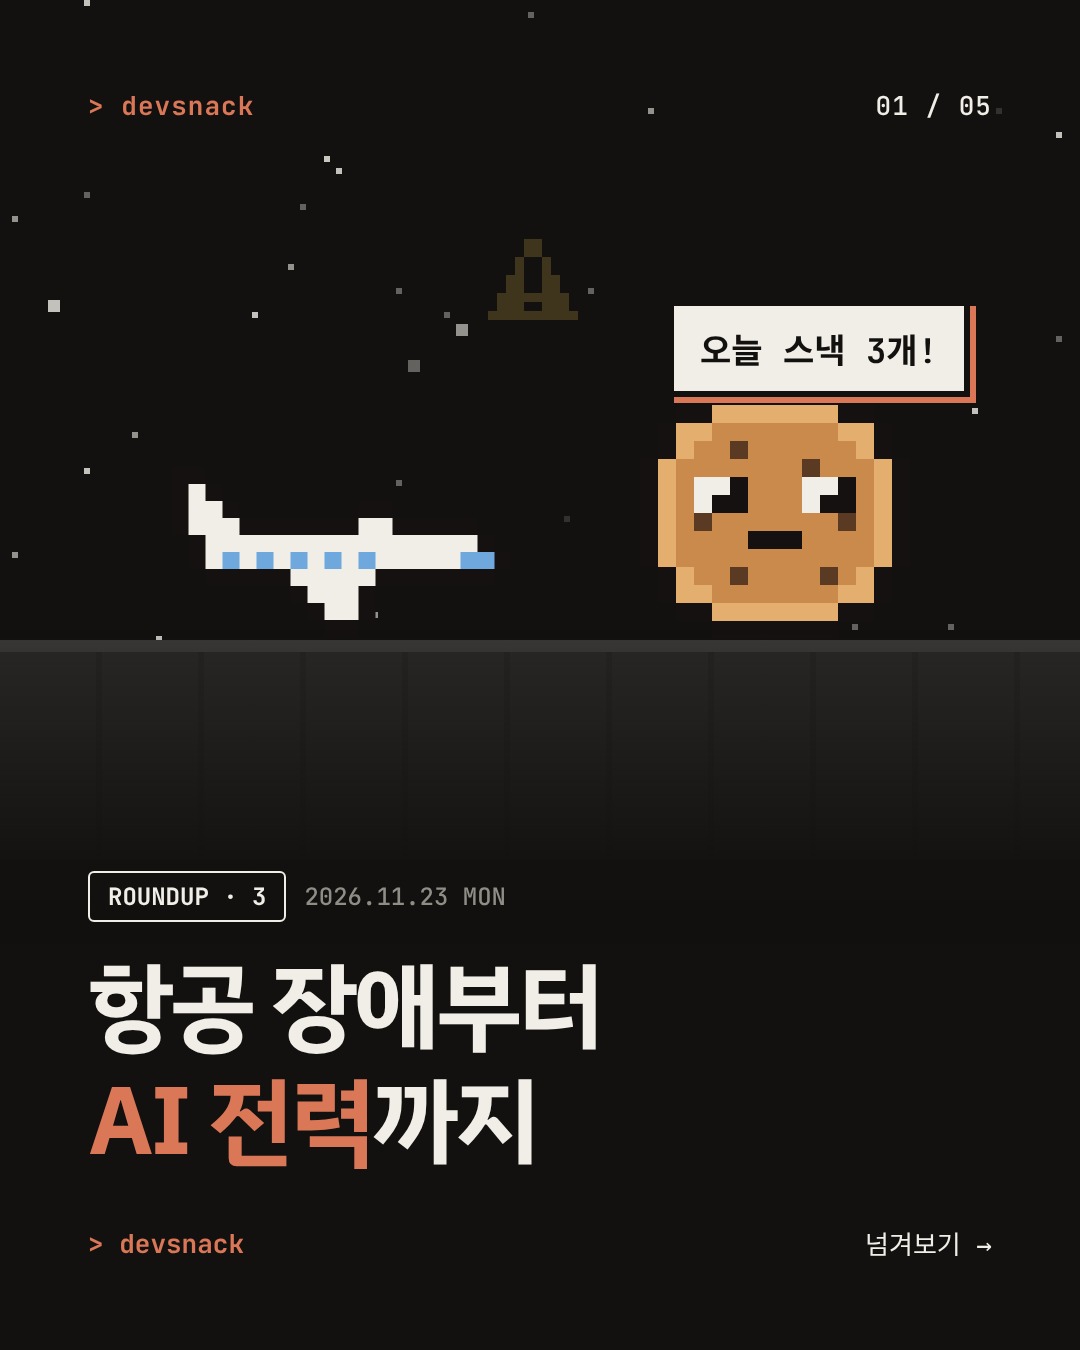 > devsnack
01 / 05
오늘 스낵 3개!
ROUNDUP · 3
2026.11.23 MON
항공 장애부터
AI 전력까지
> devsnack
넘겨보기 →